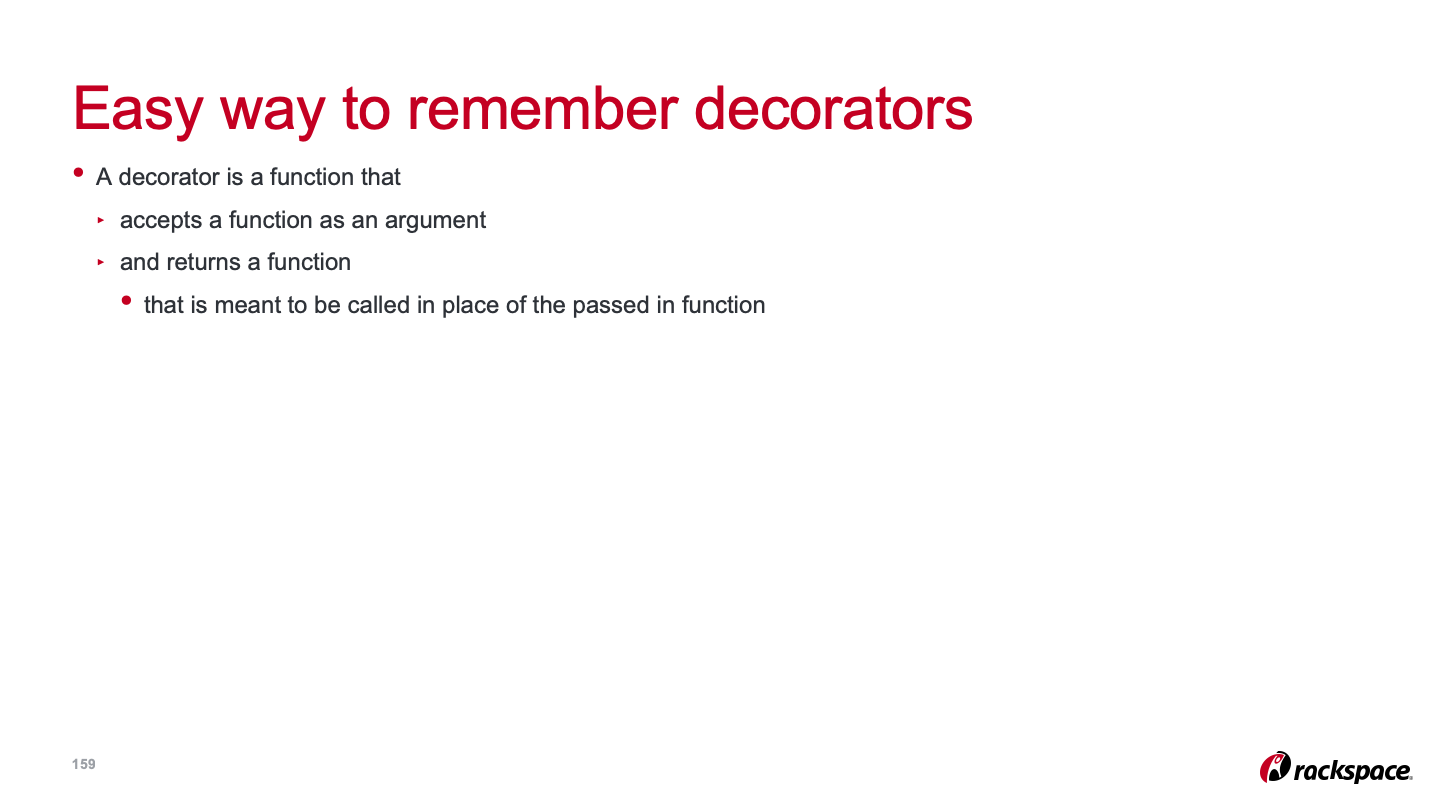 Easy way to remember decorators
A decorator is a function that
accepts a function as an argument
and returns a function
that is meant to be called in place of the passed in function
159
rackspace.